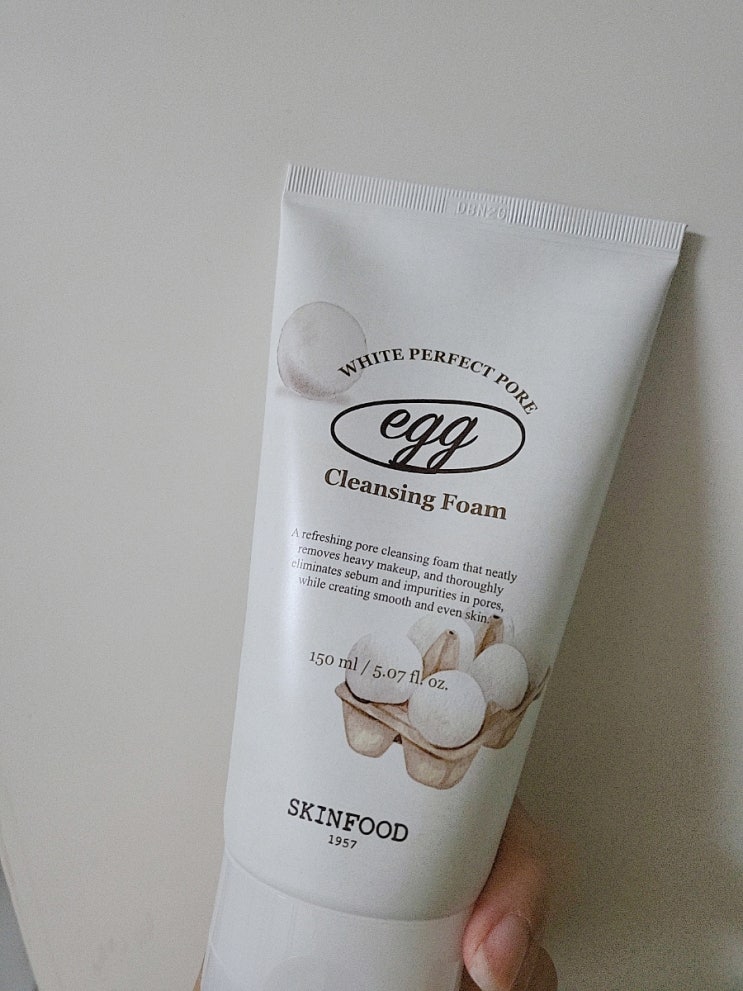 WHITE PERFECT PORE
egg
Cleansing Foam
A refreshing pore cleansing foam that neatly
removes heavy makeup, and thoroughly
eliminates sebum and impurities in pores,
while creating smooth and even skin.
150 ml / 5.07 fl. oz.
SKINFOOD
1957